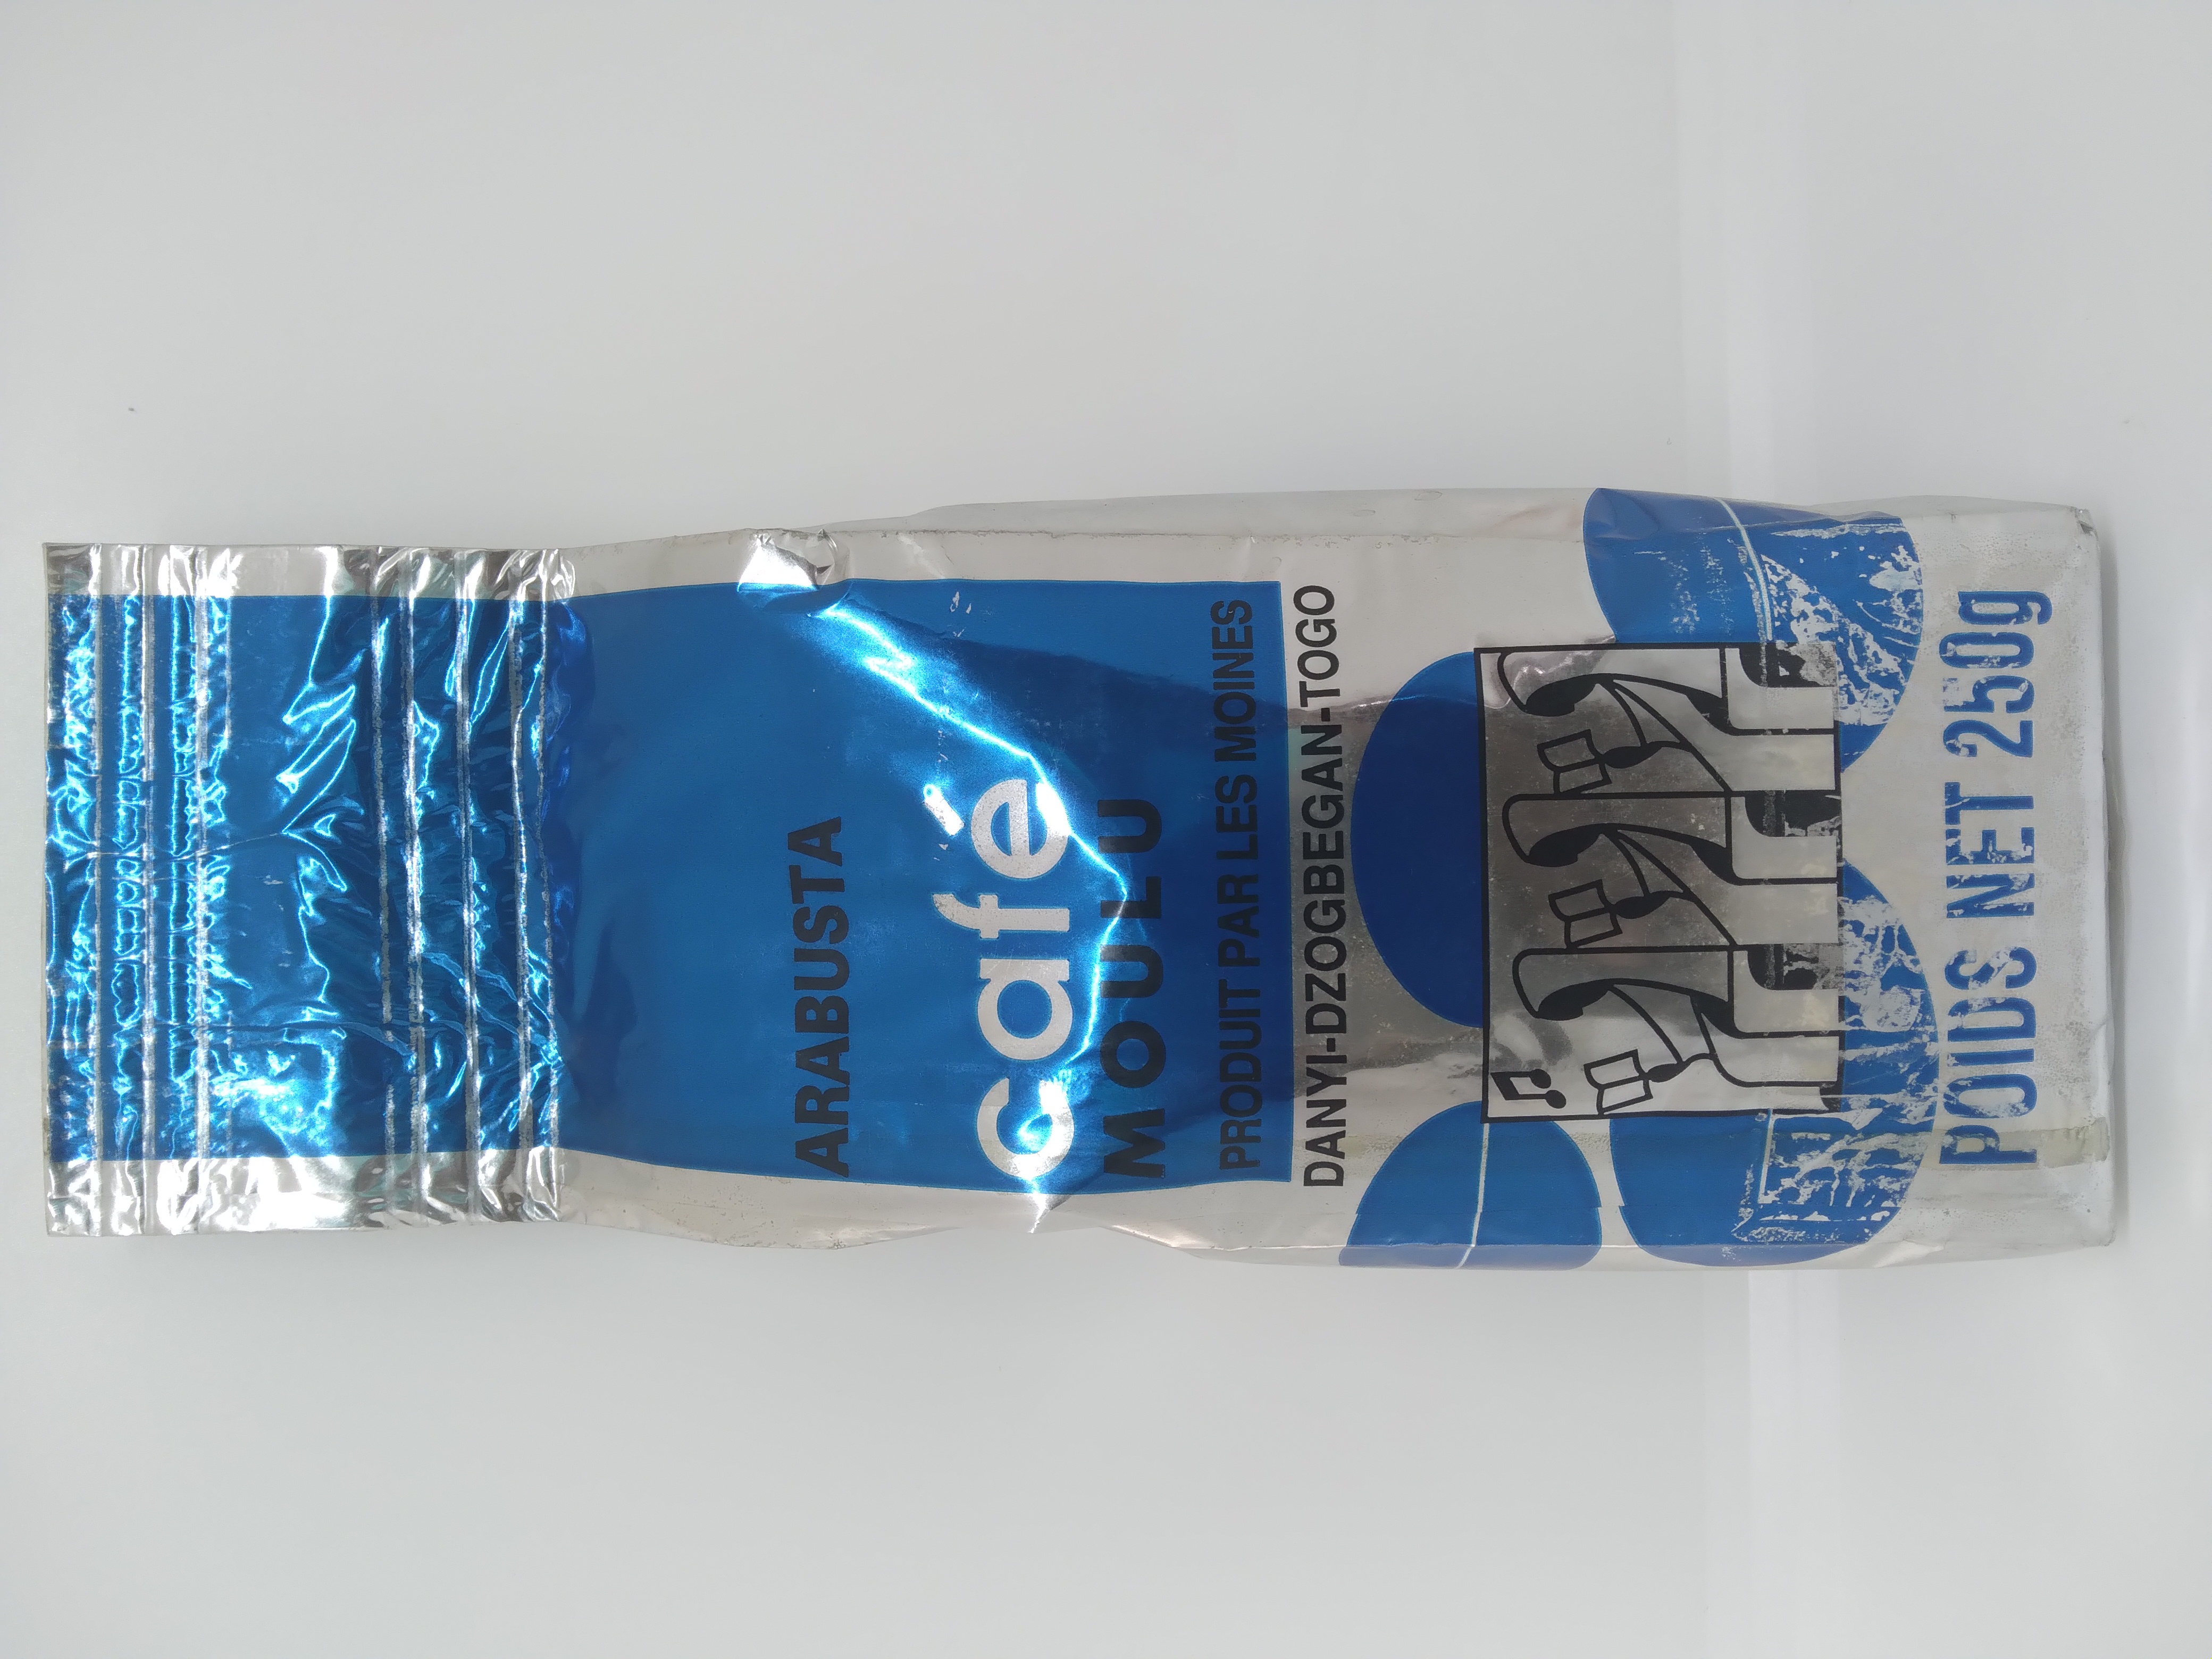 ARABUSTA
café
MOULU
PRODUIT PAR LES MOINES
DANYI-DZOGBEGAN-TOGO
POIDS NET 250g